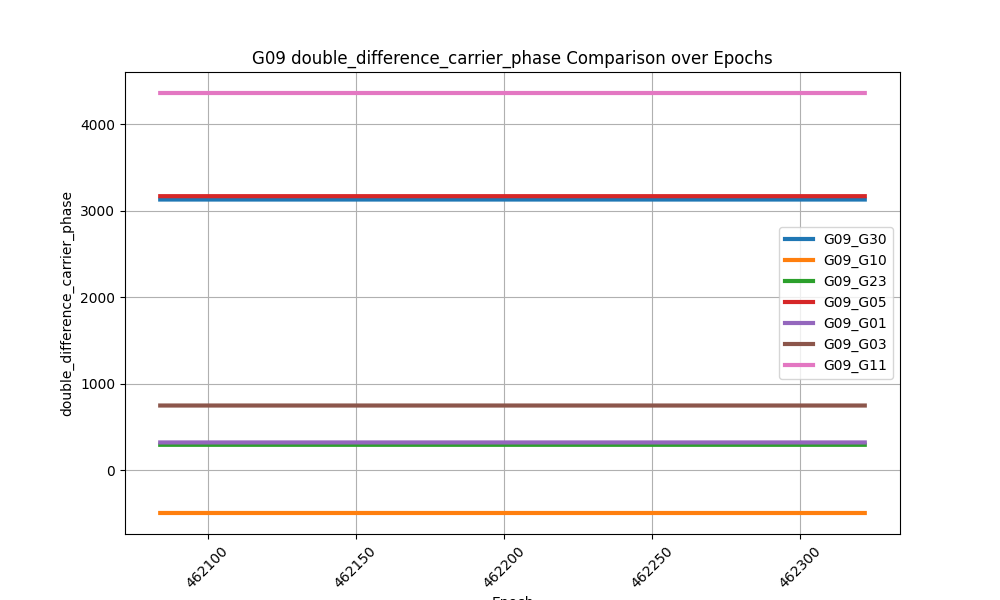 G09 double_difference_carrier_phase Comparison over Epochs
double_difference_carrier_phase
4000
3000
2000
1000
0
G09_G30
G09_G10
G09_G23
G09_G05
G09_G01
G09_G03
G09_G11
462100
462150
462200
462250
462300
Epoch